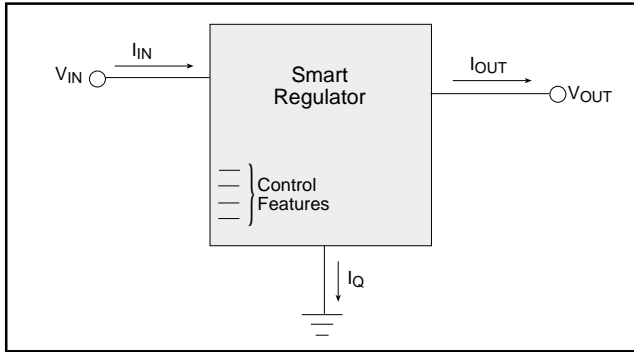 IIN
VIN
Smart
Regulator
IOUT
VOUT
Control
Features
IQ